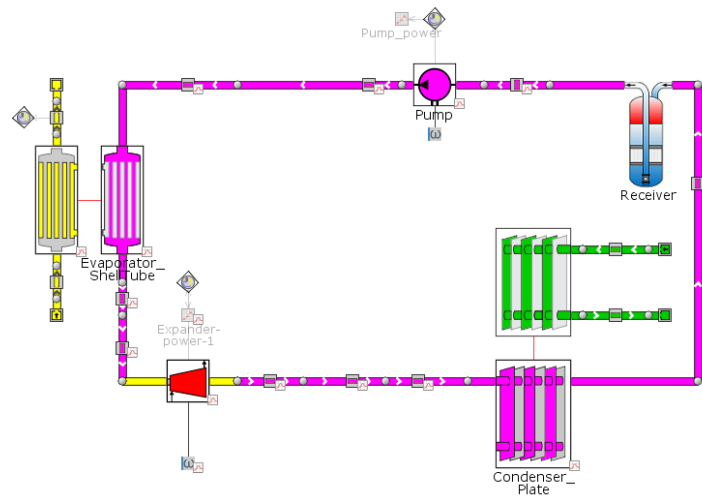 Pump_power
Pump
ω
Receiver
Evaporator_
ShellTube
Expander-
power-1
ω
Condenser_
Plate